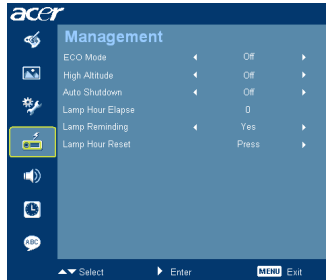 acer
Management
ECO Mode Off
High Altitude Off
Auto Shutdown Off
Lamp Hour Elapse 0
Lamp Reminding Yes
Lamp Hour Reset Press
ABC
Select Enter MENU Exit